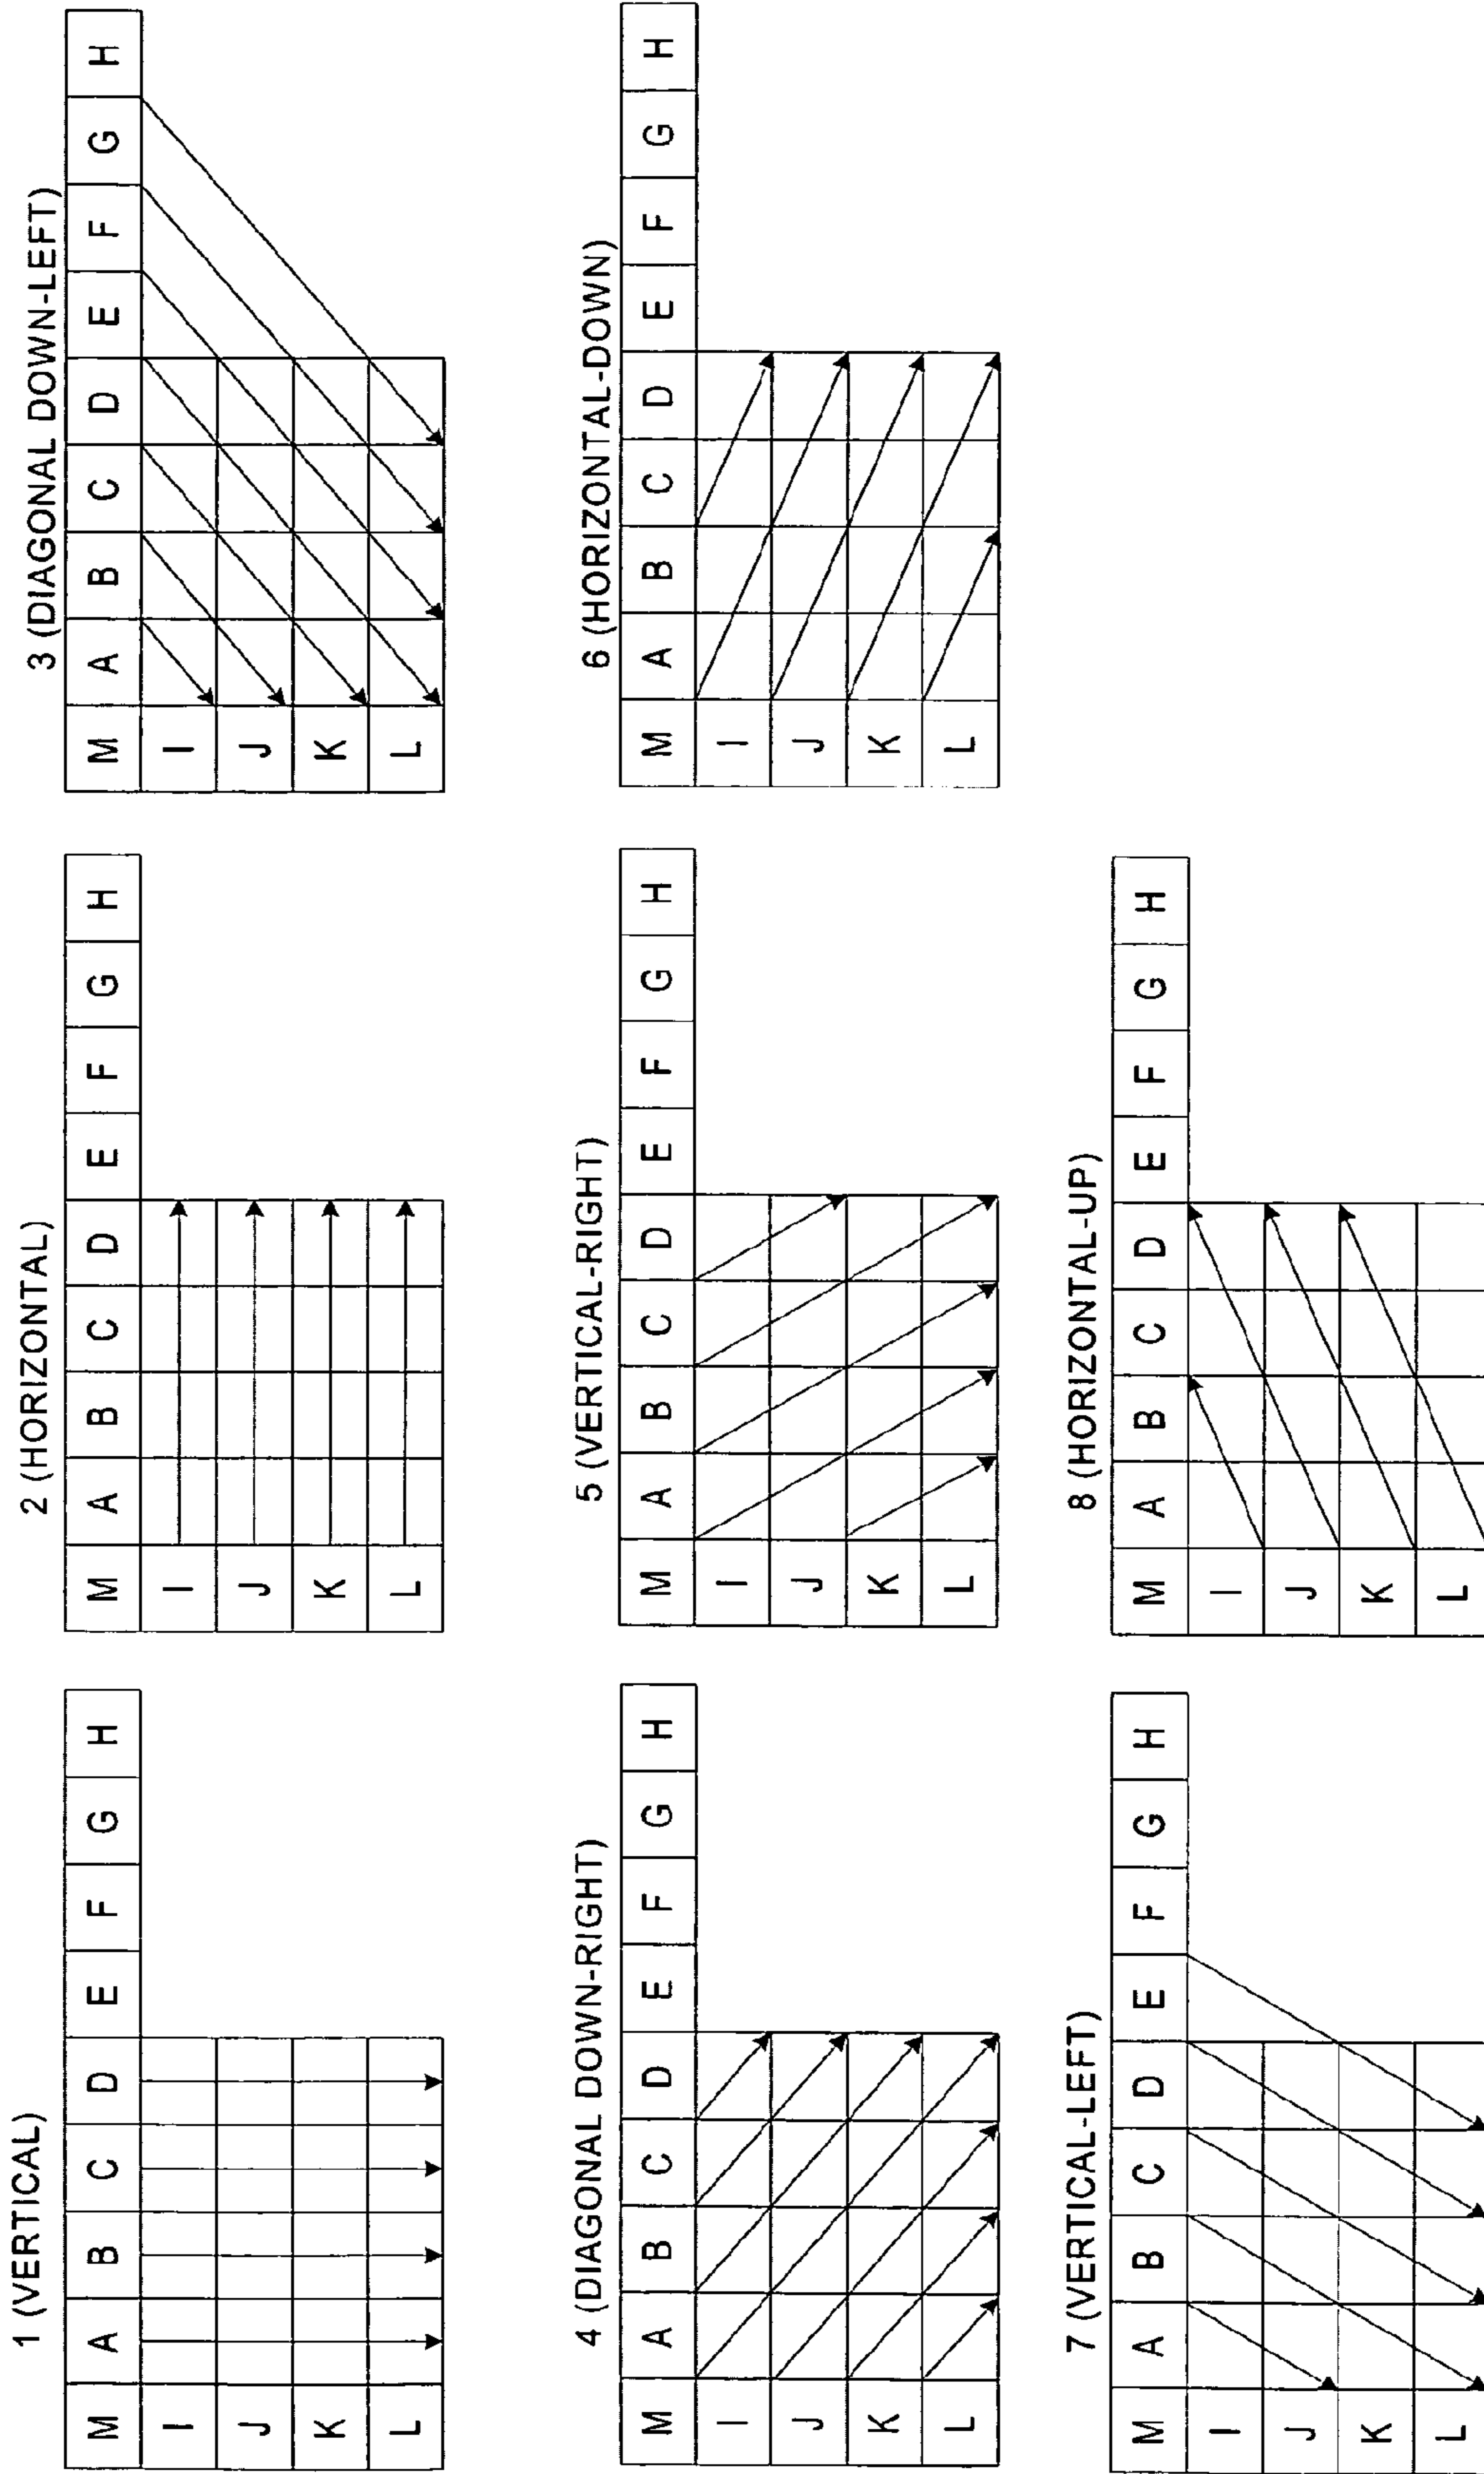 1 (VERTICAL)
M A B C D E F G H
I
J
K
L
2 (HORIZONTAL)
M A B C D E F G H
I
J
K
L
3 (DIAGONAL DOWN-LEFT)
M A B C D E F G H
I
J
K
L
4 (DIAGONAL DOWN-RIGHT)
M A B C D E F G H
I
J
K
L
5 (VERTICAL-RIGHT)
M A B C D E F G H
I
J
K
L
6 (HORIZONTAL-DOWN)
M A B C D E F G H
I
J
K
L
7 (VERTICAL-LEFT)
M A B C D E F G H
I
J
K
L
8 (HORIZONTAL-UP)
M A B C D E F G H
I
J
K
L